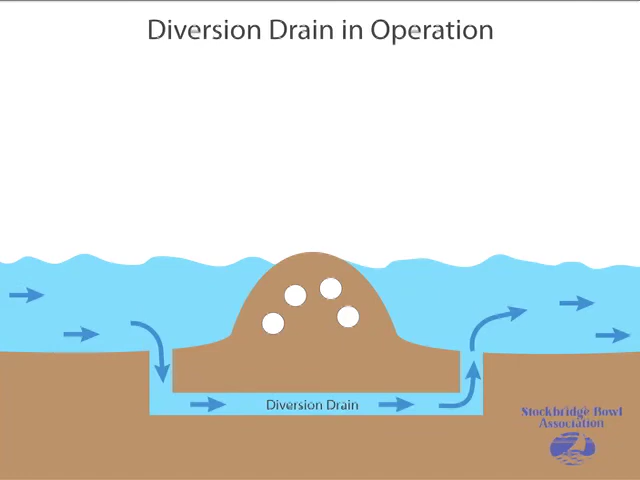 Diversion Drain in Operation
Diversion Drain
Stockbridge Bowl
Association